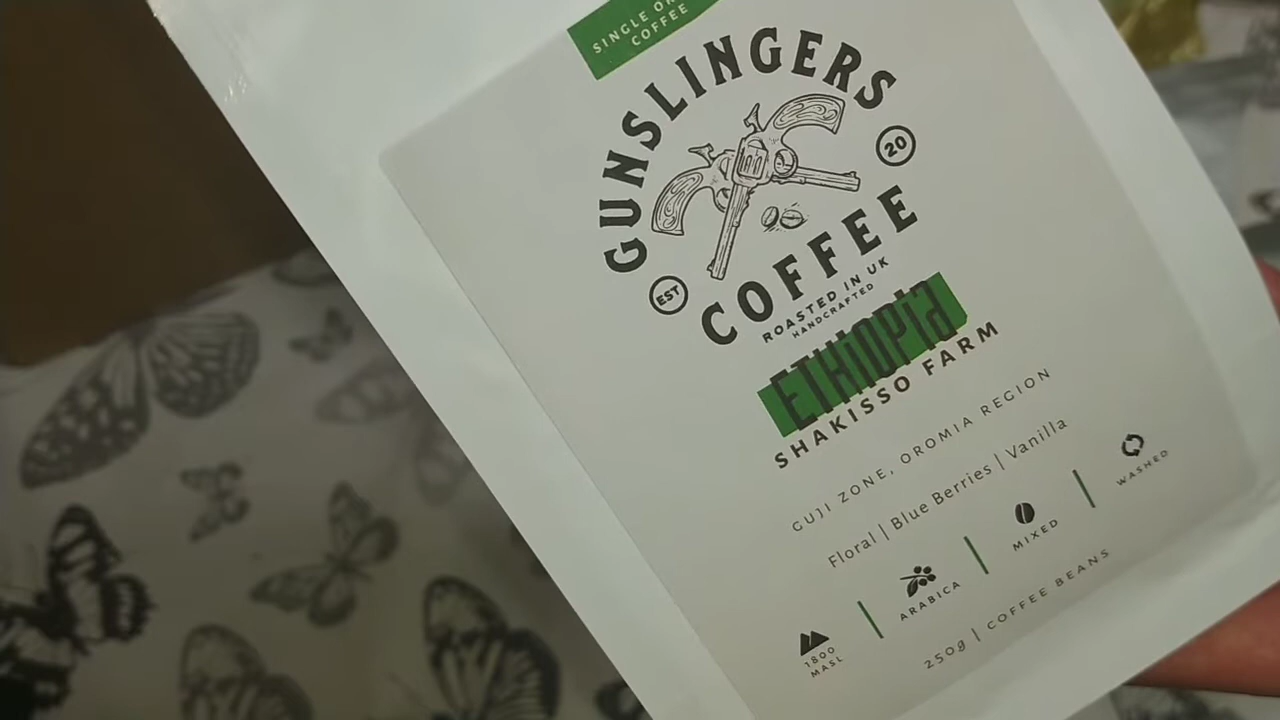 SINGLE
COFFEE
GUNSLINGERS
20
EST
COFFEE
ROASTED IN UK
HANDCRAFTED
ETHIOPIA
SHAKISSO FARM
GUJI ZONE, OROMIA REGION
Floral | Blue Berries | Vanilla
1800
MASL
ARABICA
MIXED
WASHED
250g | COFFEE BEANS